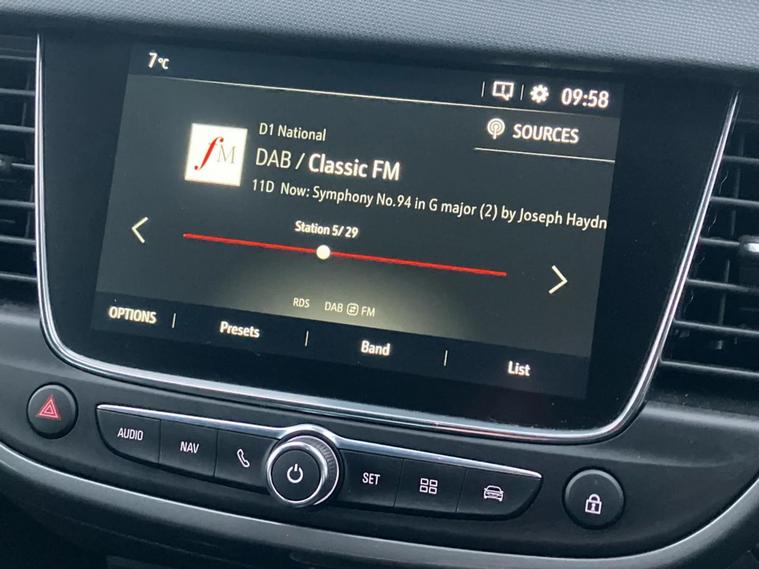 7°C
09:58
SOURCES
fM
D1 National
DAB / Classic FM
11D Now: Symphony No.94 in G major (2) by Joseph Haydn
Station 5/ 29
RDS DAB FM
OPTIONS Presets Band List
AUDIO NAV SET